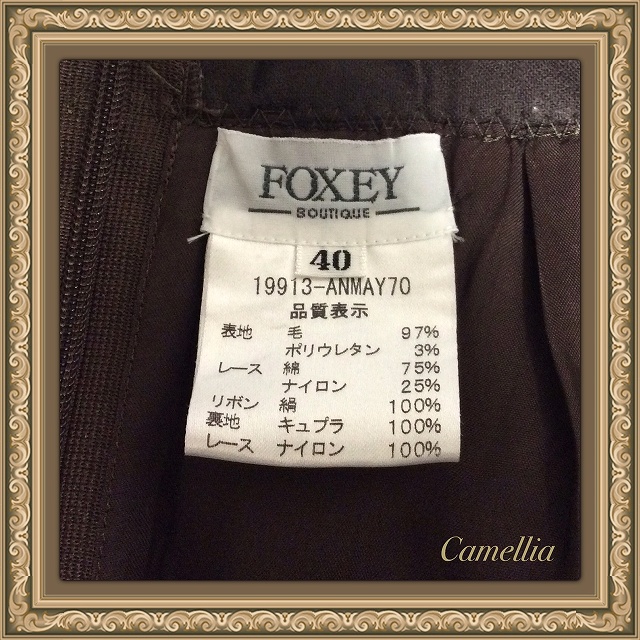 FOXEY
BOUTIQUE
40
19913-ANMAY70
品質表示
表地 毛 97%
ポリウレタン 3%
レース 綿 75%
ナイロン 25%
リボン 絹 100%
裏地 キュプラ 100%
レース ナイロン 100%
Camellia